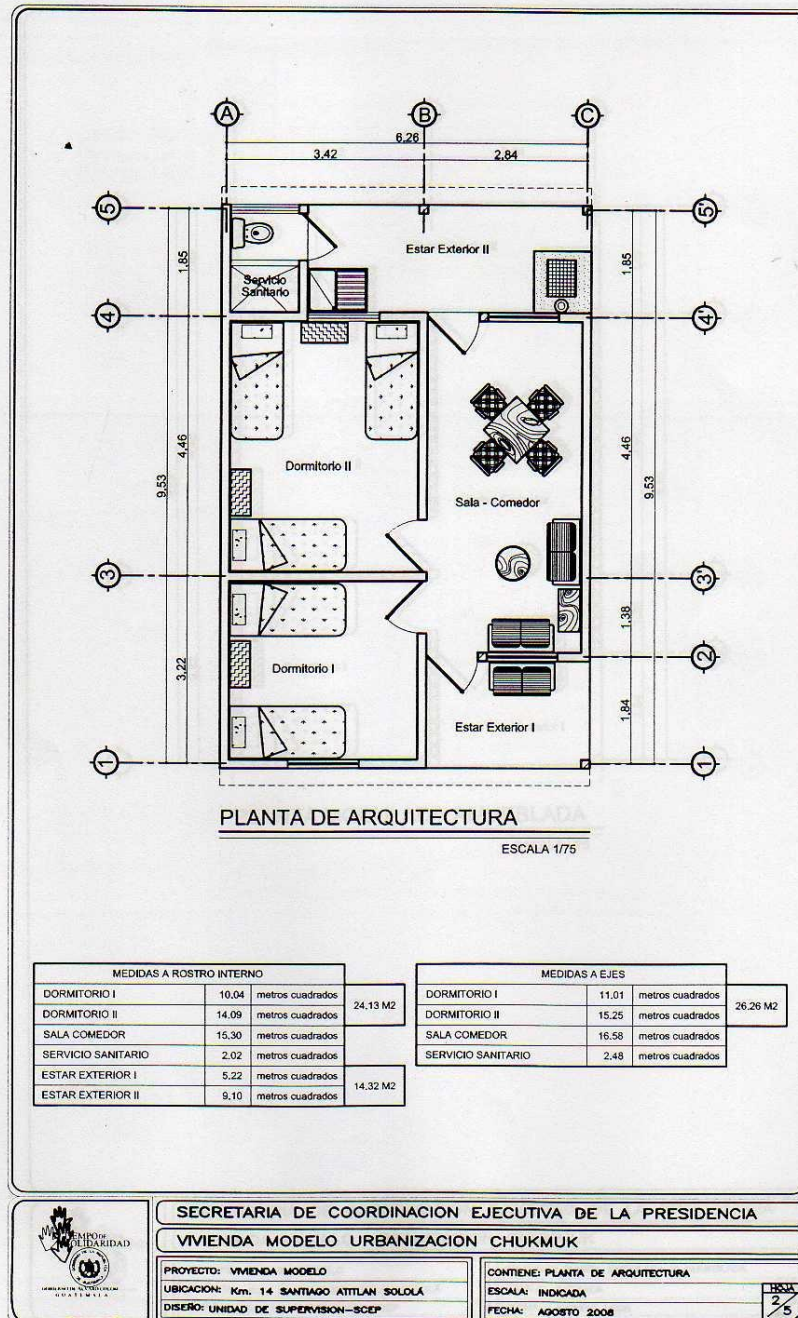 A B C
6.26
3.42 2.84
5 5'
1.85 1.85
Estar Exterior II
Servicio
Sanitario
4 4'
Dormitorio II
4.46 4.46
9.53 9.53
Sala - Comedor
3 3'
1.38
3.22
Dormitorio I
2
1.84
Estar Exterior I
1 1
PLANTA DE ARQUITECTURA
ESCALA 1/75
MEDIDAS A ROSTRO INTERNO
DORMITORIO I 10.04 metros cuadrados
24.13 M2
DORMITORIO II 14.09 metros cuadrados
SALA COMEDOR 15.30 metros cuadrados
SERVICIO SANITARIO 2.02 metros cuadrados
ESTAR EXTERIOR I 5.22 metros cuadrados
14.32 M2
ESTAR EXTERIOR II 9.10 metros cuadrados
MEDIDAS A EJES
DORMITORIO I 11.01 metros cuadrados
26.26 M2
DORMITORIO II 15.25 metros cuadrados
SALA COMEDOR 16.58 metros cuadrados
SERVICIO SANITARIO 2.48 metros cuadrados
SECRETARIA DE COORDINACION EJECUTIVA DE LA PRESIDENCIA
VIVIENDA MODELO URBANIZACION CHUKMUK
PROYECTO: VIVIENDA MODELO
UBICACION: Km. 14 SANTIAGO ATITLAN SOLOLÁ
DISEÑO: UNIDAD DE SUPERVISION-SCEP
CONTIENE: PLANTA DE ARQUITECTURA
ESCALA: INDICADA
FECHA: AGOSTO 2006
HOJA
2/5
GUATEMALA